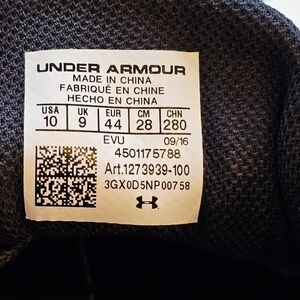 UNDER ARMOUR
MADE IN CHINA
FABRIQUÉ EN CHINE
HECHO EN CHINA
USA UK EUR CM CHN
10 9 44 28 280
EVU 09/16
4501175788
Art.1273939-100
3GX0D5NP00758